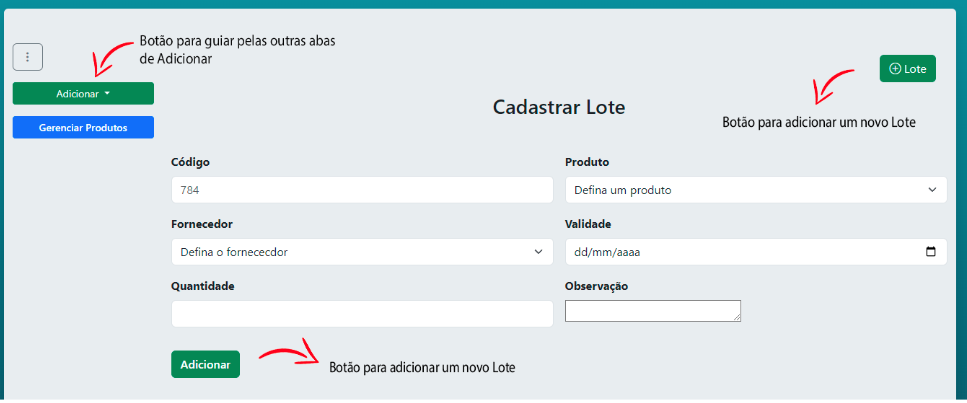 Botão para guiar pelas outras abas
de Adicionar
Lote
Adicionar
Cadastrar Lote
Botão para adicionar um novo Lote
Gerenciar Produtos
Código
Produto
784
Defina um produto
Fornecedor
Validade
Defina o fornececdor
dd/mm/aaaa
Quantidade
Observação
Adicionar
Botão para adicionar um novo Lote